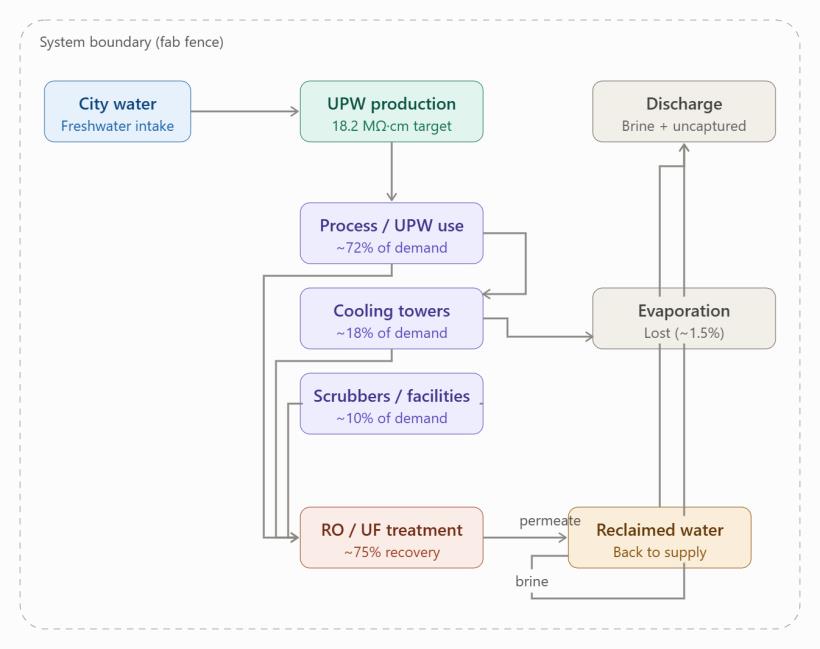 System boundary (fab fence)
City water
Freshwater intake
UPW production
18.2 MΩ·cm target
Discharge
Brine + uncaptured
Process / UPW use
~72% of demand
Cooling towers
~18% of demand
Evaporation
Lost (~1.5%)
Scrubbers / facilities
~10% of demand
RO / UF treatment
~75% recovery
permeate
Reclaimed water
Back to supply
brine